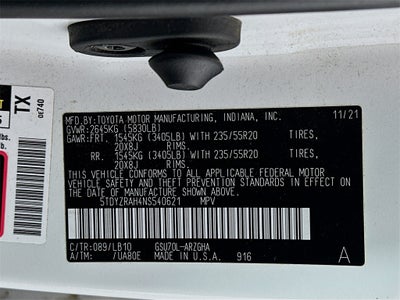 TX
0e740
lbs.
MFD.BY:TOYOTA MOTOR MANUFACTURING, INDIANA, INC. 11/21
GVWR:2645KG (5830LB)
GAWR:FRT. 1545KG (3405LB) WITH 235/55R20 TIRES,
20X8J RIMS.
RR. 1545KG (3405LB) WITH 235/55R20 TIRES,
20X8J RIMS.
THIS VEHICLE CONFORMS TO ALL APPLICABLE FEDERAL MOTOR
VEHICLE SAFETY AND THEFT PREVENTION STANDARDS IN EFFECT ON
THE DATE OF MANUFACTURE SHOWN ABOVE.
5TDYZRAH4NS540621 MPV
C/TR:089/LB10 GSU70L-ARZGHA
A/TM: /UA80E MADE IN U.S.A. 916 A